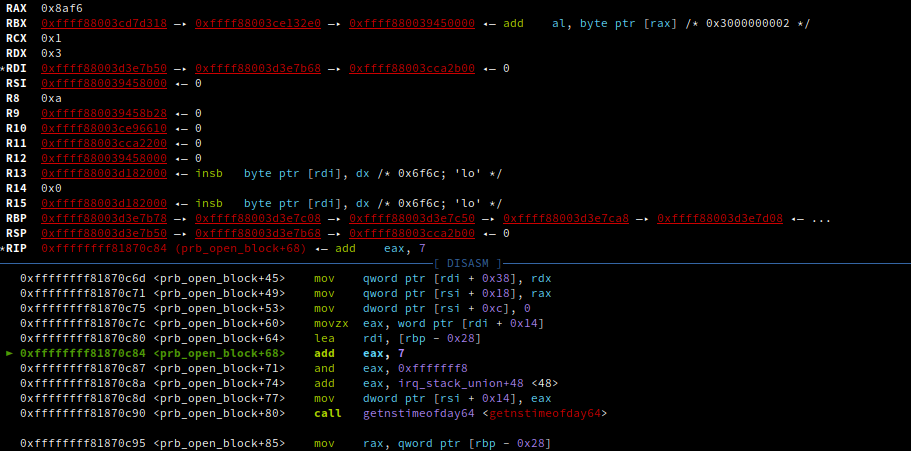 RAX 0x8af6
RBX 0xffff88003cd7d318 —▸ 0xffff88003ce132e0 —▸ 0xffff880039450000 ◂— add al, byte ptr [rax] /* 0x3000000002 */
RCX 0x1
RDX 0x3
*RDI 0xffff88003d3e7b50 —▸ 0xffff88003d3e7b68 —▸ 0xffff88003cca2b00 ◂— 0
RSI 0xffff880039458000 ◂— 0
R8 0xa
R9 0xffff880039458b28 ◂— 0
R10 0xffff88003ce96610 ◂— 0
R11 0xffff88003cca2200 ◂— 0
R12 0xffff880039458000 ◂— 0
R13 0xffff88003d182000 ◂— insb byte ptr [rdi], dx /* 0x6f6c; 'lo' */
R14 0x0
R15 0xffff88003d182000 ◂— insb byte ptr [rdi], dx /* 0x6f6c; 'lo' */
RBP 0xffff88003d3e7b78 —▸ 0xffff88003d3e7c08 —▸ 0xffff88003d3e7c50 —▸ 0xffff88003d3e7ca8 —▸ 0xffff88003d3e7d08 ◂— ...
RSP 0xffff88003d3e7b50 —▸ 0xffff88003d3e7b68 —▸ 0xffff88003cca2b00 ◂— 0
*RIP 0xffffffff81870c84 (prb_open_block+68) ◂— add eax, 7
[ DISASM ]
0xffffffff81870c6d <prb_open_block+45> mov qword ptr [rdi + 0x38], rdx
0xffffffff81870c71 <prb_open_block+49> mov qword ptr [rsi + 0x18], rax
0xffffffff81870c75 <prb_open_block+53> mov dword ptr [rsi + 0xc], 0
0xffffffff81870c7c <prb_open_block+60> movzx eax, word ptr [rdi + 0x14]
0xffffffff81870c80 <prb_open_block+64> lea rdi, [rbp - 0x28]
► 0xffffffff81870c84 <prb_open_block+68> add eax, 7
0xffffffff81870c87 <prb_open_block+71> and eax, 0xfffffff8
0xffffffff81870c8a <prb_open_block+74> add eax, irq_stack_union+48 <48>
0xffffffff81870c8d <prb_open_block+77> mov dword ptr [rsi + 0x14], eax
0xffffffff81870c90 <prb_open_block+80> call getnstimeofday64 <getnstimeofday64>
0xffffffff81870c95 <prb_open_block+85> mov rax, qword ptr [rbp - 0x28]